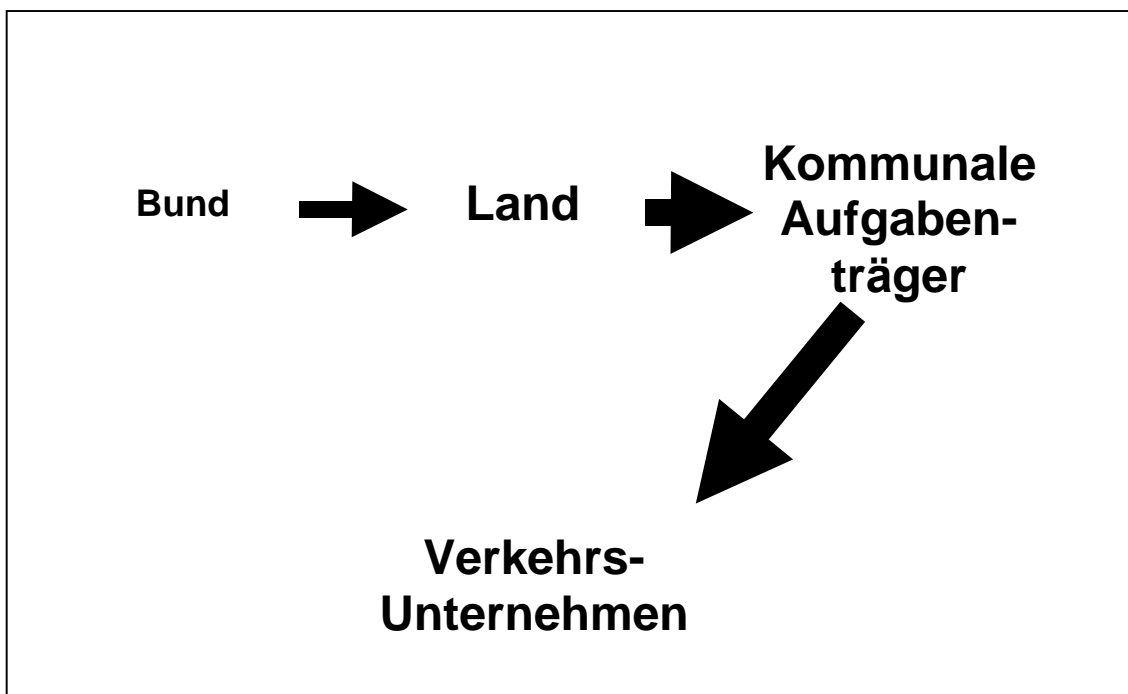 Bund
Land
Kommunale
Aufgaben-
träger
Verkehrs-
Unternehmen